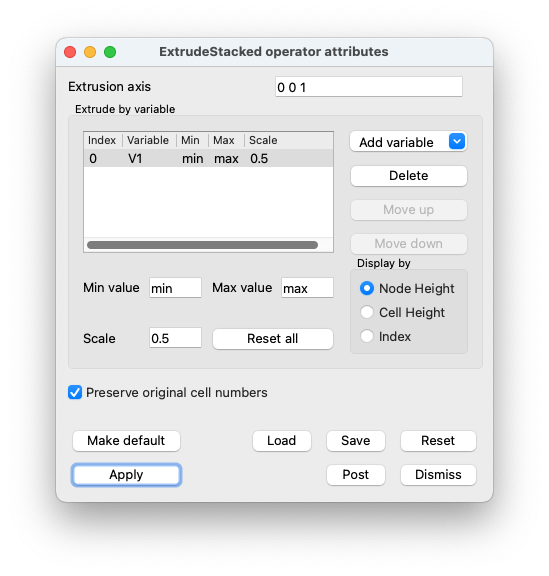 ExtrudeStacked operator attributes
Extrusion axis 0 0 1
Extrude by variable
Index Variable Min Max Scale
0 V1 min max 0.5
Add variable
Delete
Move up
Move down
Display by
Node Height
Cell Height
Index
Min value min Max value max
Scale 0.5 Reset all
Preserve original cell numbers
Make default Load Save Reset
Apply Post Dismiss